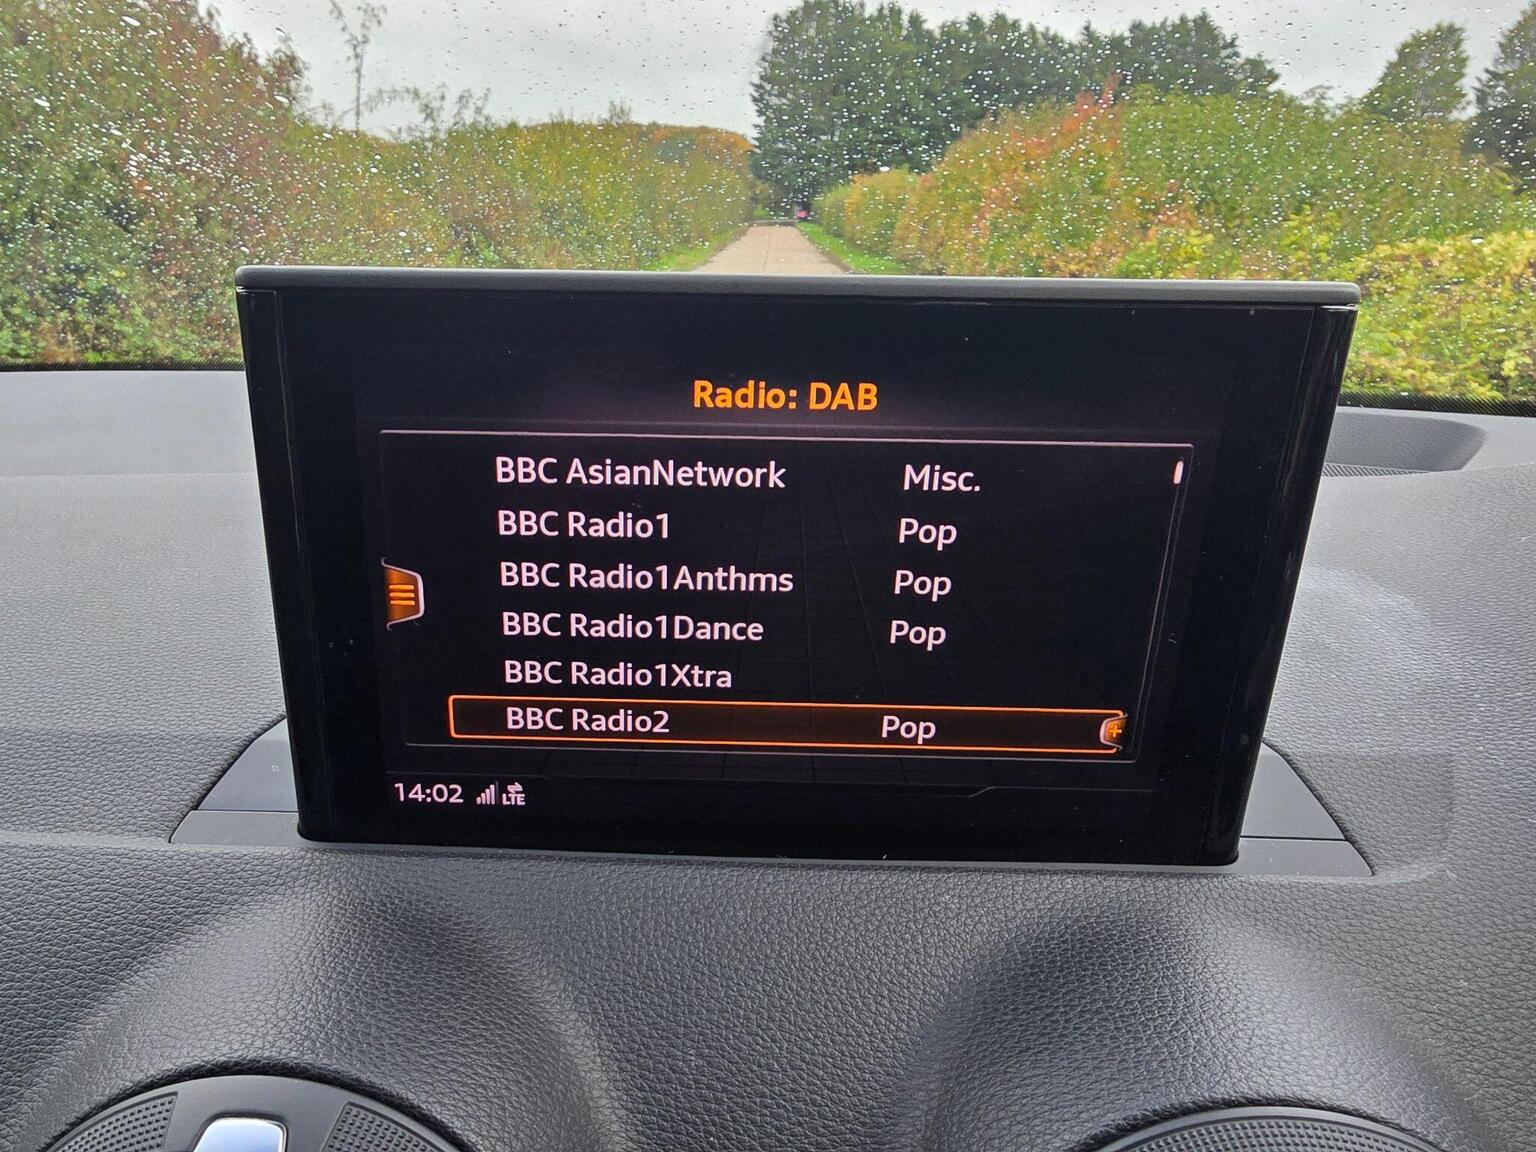 Radio: DAB
BBC AsianNetwork Misc.
BBC Radio1 Pop
BBC Radio1Anthms Pop
BBC Radio1Dance Pop
BBC Radio1Xtra
BBC Radio2 Pop
14:02 LTE